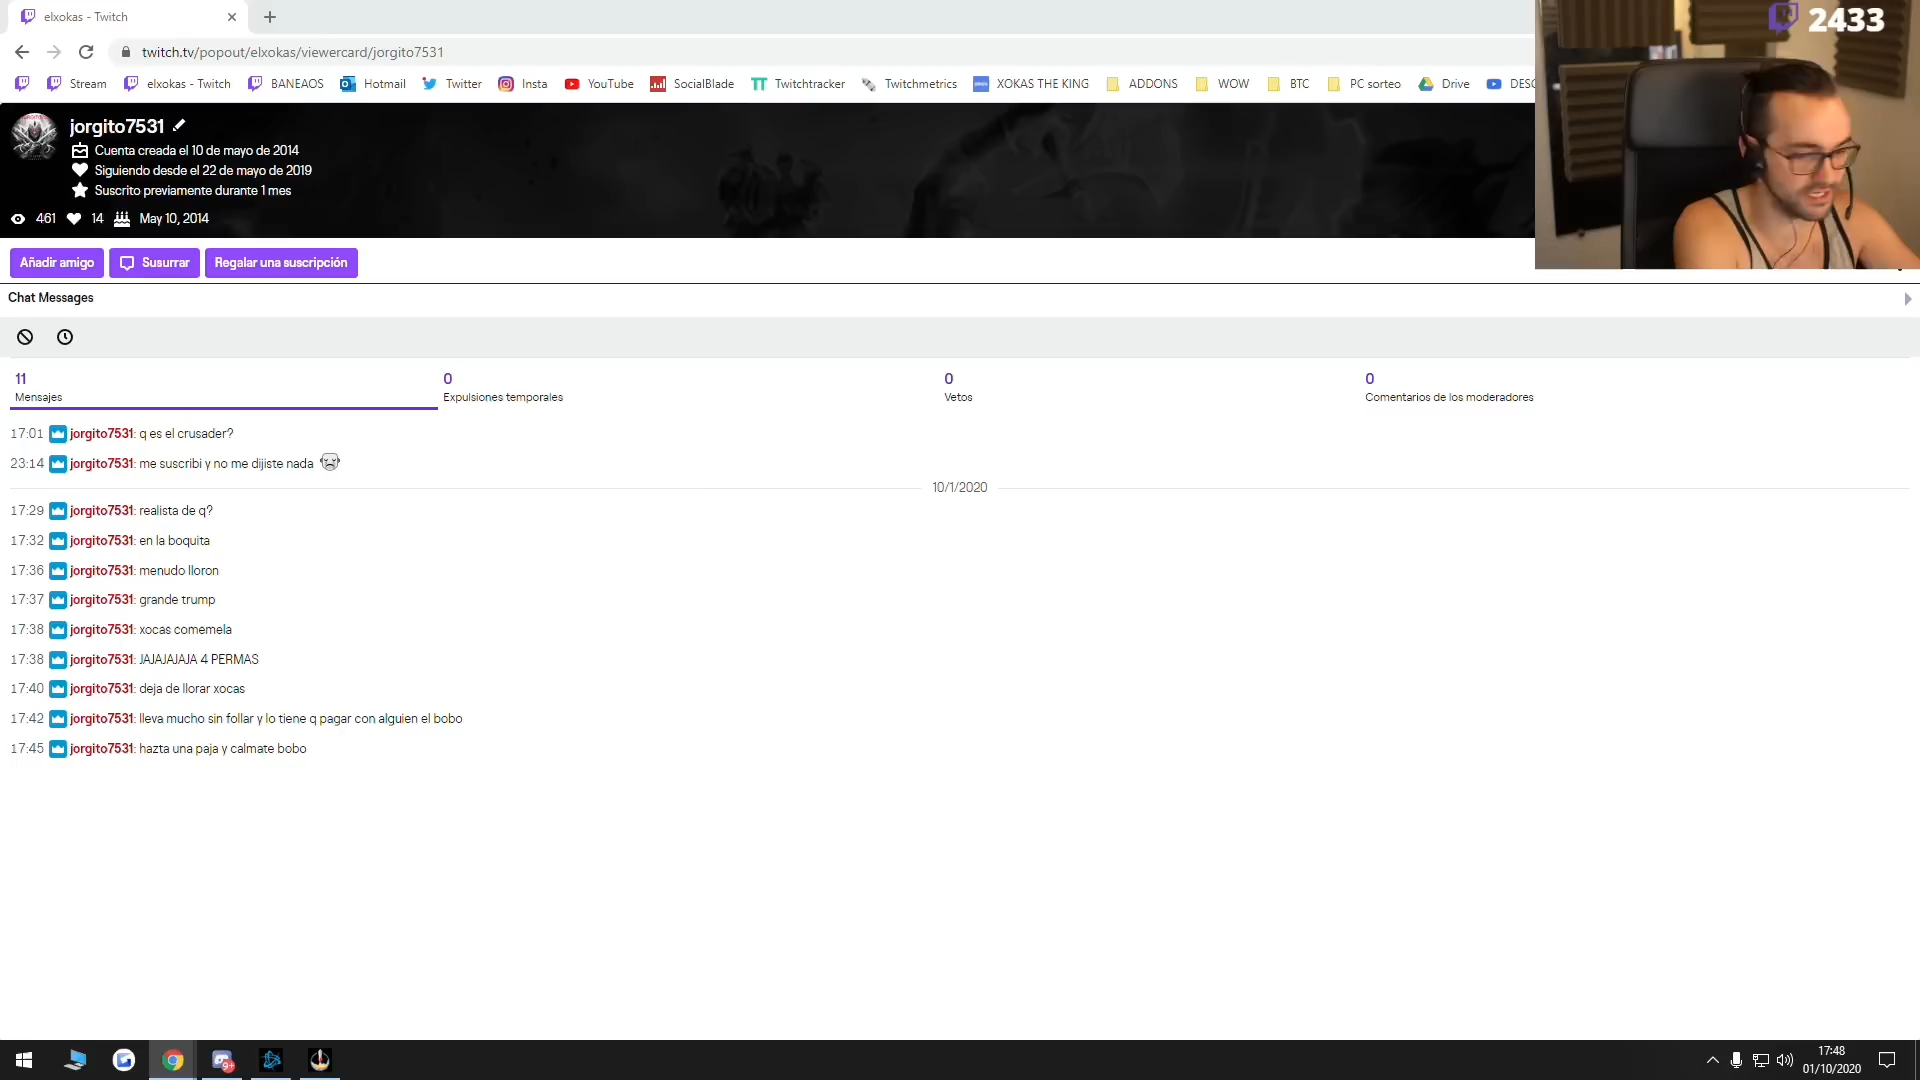 elxokas - Twitch
2433
twitch.tv/popout/elxokas/viewercard/jorgito7531
Stream elxokas - Twitch BANEAOS Hotmail Twitter Insta YouTube SocialBlade Twitchtracker Twitchmetrics XOKAS THE KING ADDONS WOW BTC PC sorteo Drive DESC
jorgito7531
Cuenta creada el 10 de mayo de 2014
Siguiendo desde el 22 de mayo de 2019
Suscrito previamente durante 1 mes
461 14 May 10, 2014
Añadir amigo Susurrar Regalar una suscripción
Chat Messages
11 0 0 0
Mensajes Expulsiones temporales Vetos Comentarios de los moderadores
17:01 jorgito7531: q es el crusader?
23:14 jorgito7531: me suscribi y no me dijiste nada
10/1/2020
17:29 jorgito7531: realista de q?
17:32 jorgito7531: en la boquita
17:36 jorgito7531: menudo lloron
17:37 jorgito7531: grande trump
17:38 jorgito7531: xocas comemela
17:38 jorgito7531: JAJAJAJAJA 4 PERMAS
17:40 jorgito7531: deja de llorar xocas
17:42 jorgito7531: lleva mucho sin follar y lo tiene q pagar con alguien el bobo
17:45 jorgito7531: hazta una paja y calmate bobo
9+
17:48
01/10/2020